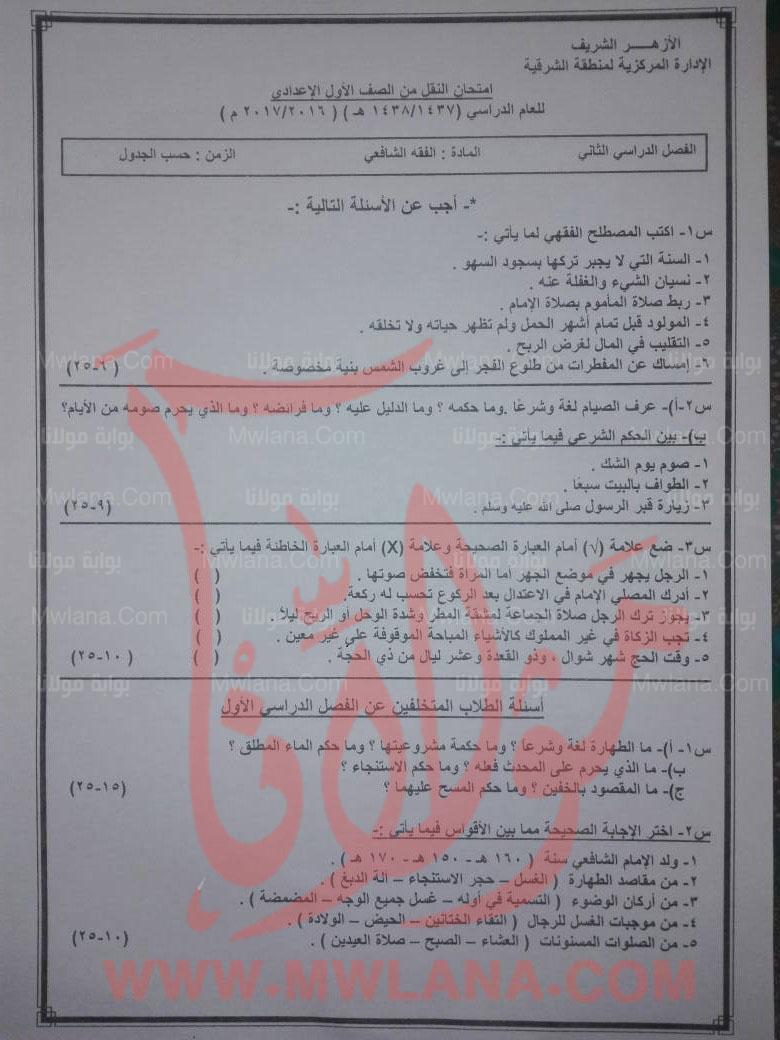 الأزهـــر الشريف
الإدارة المركزية لمنطقة الشرقية
امتحان النقل من الصف الأول الإعدادي
للعام الدراسي (١٤٣٨/١٤٣٧ هـ ) ( ٢٠١٧/٢٠١٦ م )
الفصل الدراسي الثاني المادة : الفقه الشافعي الزمن : حسب الجدول
*- أجب عن الأسئلة التالية :-
س١- اكتب المصطلح الفقهي لما يأتي :-
١- السنة التي لا يجبر تركها بسجود السهو .
٢- نسيان الشيء والغفلة عنه .
٣- ربط صلاة المأموم بصلاة الإمام .
٤- المولود قبل تمام أشهر الحمل ولم تظهر حياته ولا تخلقه .
٥- التقليب في المال لغرض الربح .
٦- إمساك عن المفطرات من طلوع الفجر إلى غروب الشمس بنية مخصوصة . (٦-٢٥)
س٢-أ)- عرف الصيام لغة وشرعًا .وما حكمه ؟ وما الدليل عليه ؟ وما فرائضه ؟ وما الذي يحرم صومه من الأيام؟
ب)- بين الحكم الشرعي فيما يأتي :-
١- صوم يوم الشك .
٢- الطواف بالبيت سبعًا .
٣- زيارة قبر الرسول صلى الله عليه وسلم . (٩-٢٥)
س٣- ضع علامة (√) أمام العبارة الصحيحة وعلامة (X) أمام العبارة الخاطئة فيما يأتي :-
١- الرجل يجهر في موضع الجهر أما المرأة فتخفض صوتها . ( )
٢- أدرك المصلي الإمام في الاعتدال بعد الركوع تحسب له ركعة. ( )
٣- يجوز ترك الرجل صلاة الجماعة لمشقة المطر وشدة الوحل أو الريح ليلاً . ( )
٤- تجب الزكاة في غير المملوك كالأشياء المباحة الموقوفة على غير معين . ( )
٥- وقت الحج شهر شوال ، وذو القعدة وعشر ليال من ذي الحجة . ( ) (١٠-٢٥)
أسئلة الطلاب المتخلفين عن الفصل الدراسي الأول
س١- أ)- ما الطهارة لغة وشرعاً ؟ وما حكمة مشروعيتها ؟ وما حكم الماء المطلق ؟
ب)- ما الذي يحرم على المحدث فعله ؟ وما حكم الاستنجاء ؟
ج)- ما المقصود بالخفين ؟ وما حكم المسح عليهما ؟ (١٥-٢٥)
س٢- اختر الإجابة الصحيحة مما بين الأقواس فيما يأتي :-
١- ولد الإمام الشافعي سنة ( ١٦٠ هـ - ١٥٠ هـ - ١٧٠ هـ ) .
٢- من مقاصد الطهارة ( الغسل – حجر الاستنجاء – آلة الدبغ ) .
٣- من أركان الوضوء ( التسمية في أوله – غسل جميع الوجه – المضمضة ) .
٤- من موجبات الغسل للرجال ( التقاء الختانين – الحيض – الولادة ) .
٥- من الصلوات المسنونات ( العشاء – الصبح – صلاة العيدين ) . (١٠-٢٥)
WWW.MWLANA.COM
بوابة مولانا
Mwlana.Com